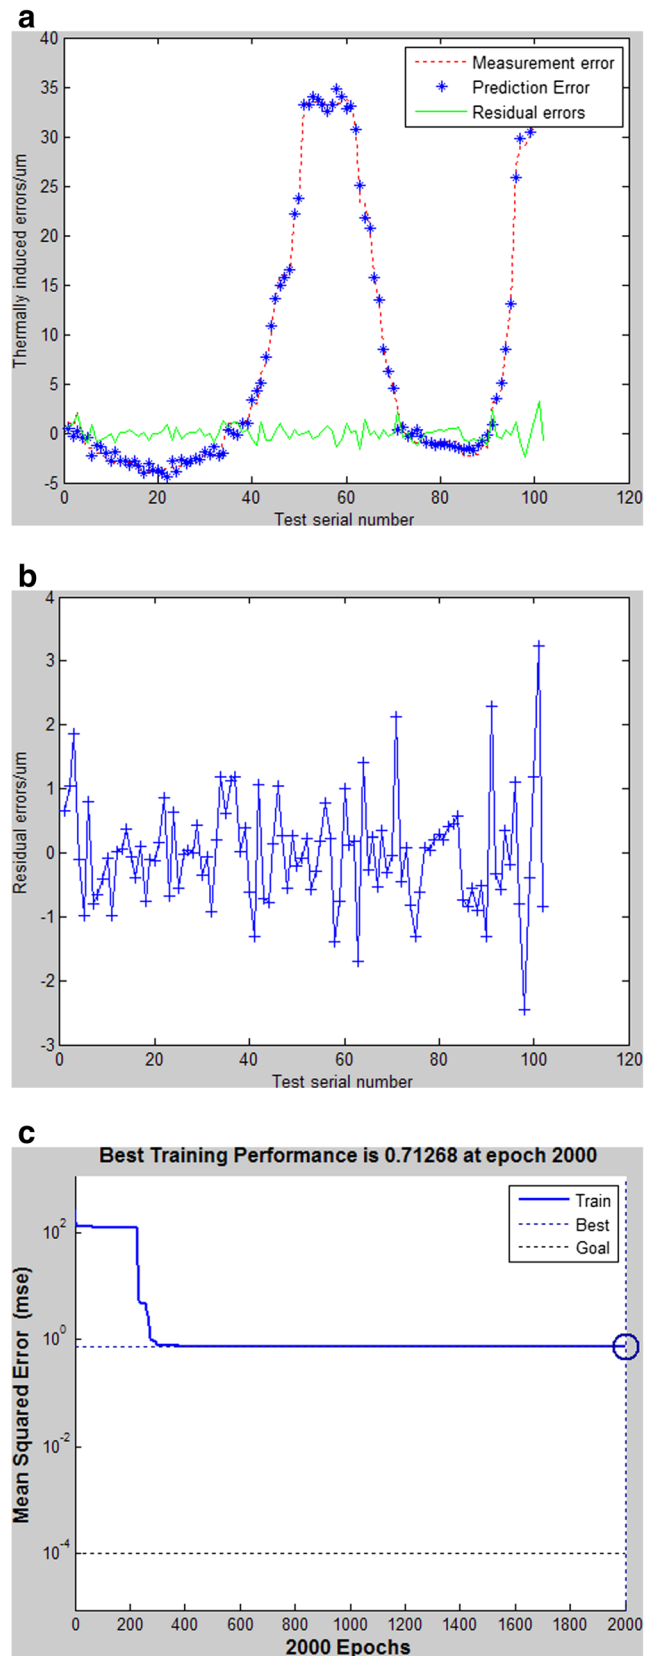 a
40
35
30
25
20
15
10
5
0
-5
Thermally induced errors/um
Measurement error
Prediction Error
Residual errors
0 20 40 60 80 100 120
Test serial number
b
4
3
2
1
0
-1
-2
-3
Residual errors/um
0 20 40 60 80 100 120
Test serial number
c
Best Training Performance is 0.71268 at epoch 2000
Train
Best
Goal
10^2
10^0
10^-2
10^-4
Mean Squared Error (mse)
0 200 400 600 800 1000 1200 1400 1600 1800 2000
2000 Epochs